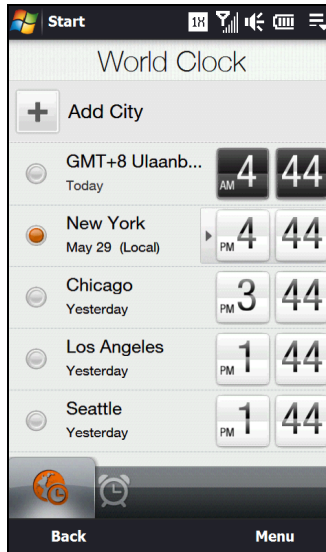 Start
1X
World Clock
Add City
GMT+8 Ulaanb...
Today
AM 4 44
New York
May 29 (Local)
PM 4 44
Chicago
Yesterday
PM 3 44
Los Angeles
Yesterday
PM 1 44
Seattle
Yesterday
PM 1 44
Back
Menu